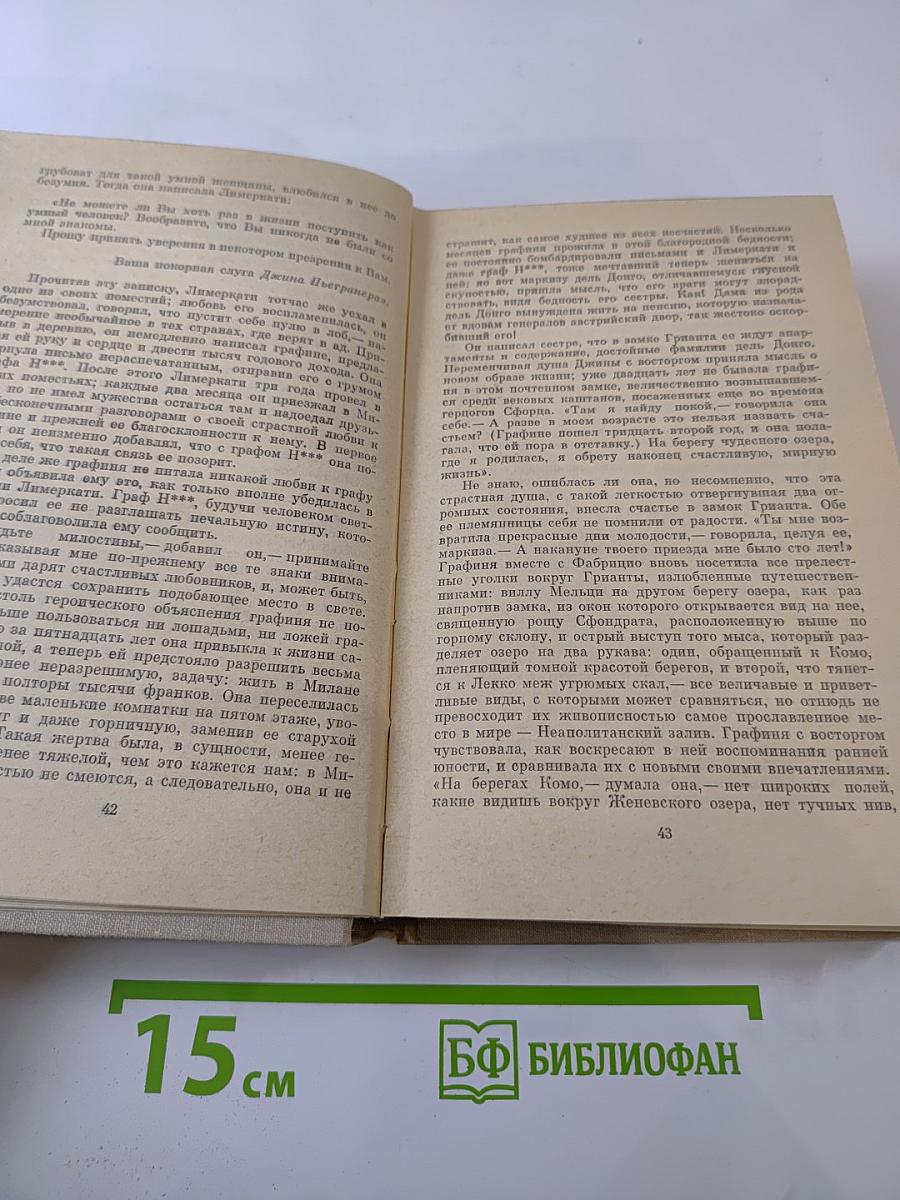 грубоват для такой умной женщины, влюбился в нее до
безумия. Тогда она написала Лимеркати:
«Не можете ли Вы хоть раз в жизни поступить как
умный человек? Вообразите, что Вы никогда не были со
мной знакомы.
Прошу принять уверения в некотором презрении к Вам.
Ваша покорная слуга Джина Пьетранера».
Прочитав эту записку, Лимеркати тотчас же уехал в
одно из своих поместий; любовь его воспламенилась, он
безумствовал, говорил, что пустит себе пулю в лоб,— на-
мерение необычайное в тех странах, где верят в ад. При-
ыв в деревню, он немедленно написал графине, предла-
ая ей руку и сердце и двести тысяч годового дохода. Она
рнула письмо нераспечатанным, отправив его с грумом
афа Н***. После этого Лимеркати три года провел в
их поместьях; каждые два месяца он приезжал в Ми-
но не имел мужества остаться там и надоедал друзь-
бесконечными разговорами о своей страстной любви к
ине и прежней ее благосклонности к нему. В первое
я он неизменно добавлял, что с графом Н*** она по-
себя, что такая связь ее позорит.
деле же графиня не питала никакой любви к графу
и объявила ему это, как только вполне убедилась в
ии Лимеркати. Граф Н***, будучи человеком свет-
росил ее не разглашать печальную истину, кото-
соблаговолила ему сообщить.
дьте милостивы,— добавил он,— принимайте
казывая мне по-прежнему все те знаки внима-
ми дарят счастливых любовников, и, может быть,
удастся сохранить подобающее место в свете.
столь героического объяснения графиня не по-
ьше пользоваться ни лошадьми, ни ложей гра-
о за пятнадцать лет она привыкла к жизни са-
ной, а теперь ей предстояло разрешить весьма
рнее неразрешимую, задачу: жить в Милане
полторы тысячи франков. Она переселилась
ве маленькие комнатки на пятом этаже, уво-
уг и даже горничную, заменив ее старухой
Такая жертва была, в сущности, менее ге-
енее тяжелой, чем это кажется нам: в Ми-
стью не смеются, а следовательно, она и не
42
страшит, как самое худшее из всех несчастий. Несколько
месяцев графиня прожила в этой благородной бедности;
ее постоянно бомбардировали письмами и Лимеркати и
даже граф Н***, тоже мечтавший теперь жениться на
ней; но вот маркизу дель Донго, отличавшемуся гнусной
скупостью, пришла мысль, что его враги могут злорад-
ствовать, видя бедность его сестры. Как! Дама из рода
дель Донго вынуждена жить на пенсию, которую назнача-
ет вдовам генералов австрийский двор, так жестоко оскор-
бивший его!
Он написал сестре, что в замке Грианта ее ждут апар-
таменты и содержание, достойные фамилии дель Донго.
Переменчивая душа Джины с восторгом приняла мысль о
новом образе жизни; уже двадцать лет не бывала графи-
ня в этом почтенном замке, величественно возвышавшем-
ся среди вековых каштанов, посаженных еще во времена
герцогов Сфорца. «Там я найду покой,— говорила она
себе.— А разве в моем возрасте это нельзя назвать сча-
стьем? (Графине пошел тридцать второй год, и она пола-
гала, что ей пора в отставку.) На берегу чудесного озера,
где я родилась, я обрету наконец счастливую, мирную
жизнь».
Не знаю, ошиблась ли она, но несомненно, что эта
страстная душа, с такой легкостью отвергнувшая два ог-
ромных состояния, внесла счастье в замок Грианта. Обе
ее племянницы себя не помнили от радости. «Ты мне воз-
вратила прекрасные дни молодости,— говорила, целуя ее,
маркиза.— А накануне твоего приезда мне было сто лет!»
Графиня вместе с Фабрицио вновь посетила все прелест-
ные уголки вокруг Грианты, излюбленные путешествен-
никами: виллу Мельци на другом берегу озера, как раз
напротив замка, из окон которого открывается вид на нее,
священную рощу Сфондрата, расположенную выше по
горному склону, и острый выступ того мыса, который раз-
деляет озеро на два рукава: один, обращенный к Комо,
пленяющий томной красотой берегов, и второй, что тянет-
ся к Лекко меж угрюмых скал,— все величавые и привет-
ливые виды, с которыми может сравняться, но отнюдь не
превосходит их живописностью самое прославленное ме-
сто в мире — Неаполитанский залив. Графиня с восторгом
чувствовала, как воскресают в ней воспоминания ранней
юности, и сравнивала их с новыми своими впечатлениями.
«На берегах Комо,— думала она,— нет широких полей,
какие видишь вокруг Женевского озера, нет тучных нив,
43
15 см
БФ БИБЛИОФАН